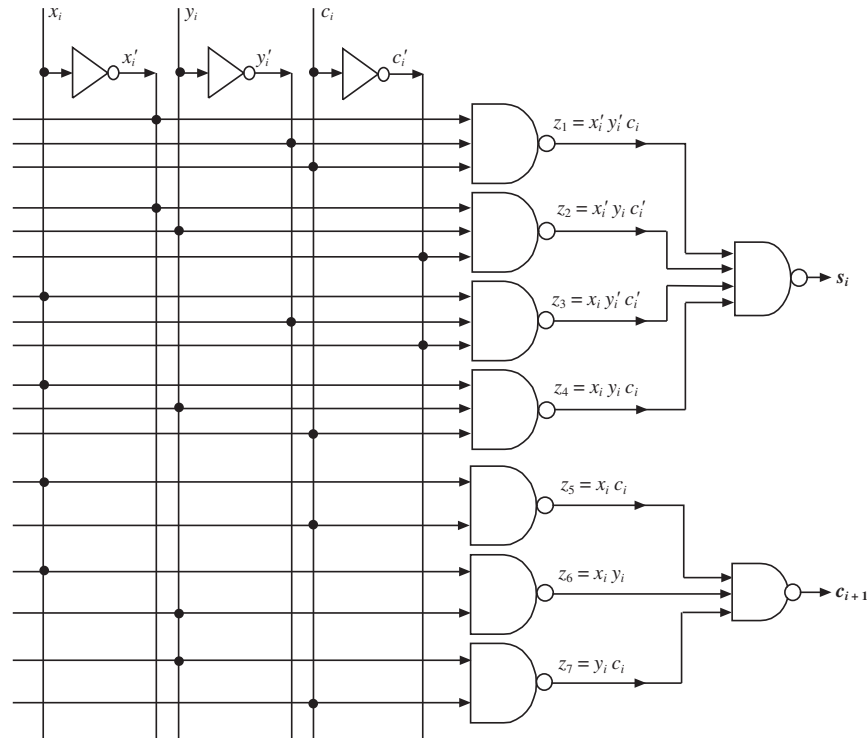 xᵢ yᵢ cᵢ
xᵢ′ yᵢ′ cᵢ′
z₁ = xᵢ′ yᵢ′ cᵢ
z₂ = xᵢ′ yᵢ cᵢ′
sᵢ
z₃ = xᵢ yᵢ′ cᵢ′
z₄ = xᵢ yᵢ cᵢ
z₅ = xᵢ cᵢ
z₆ = xᵢ yᵢ
cᵢ₊₁
z₇ = yᵢ cᵢ